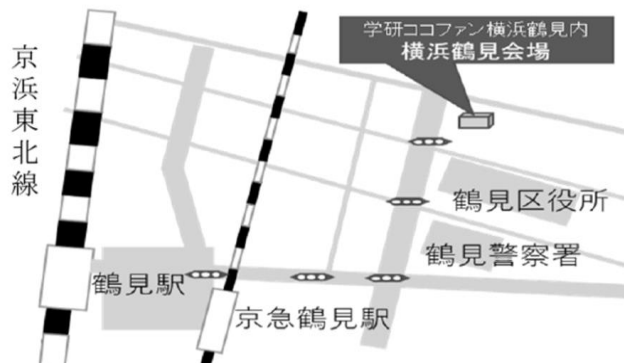 学研ココファン横浜鶴見内
横浜鶴見会場
京浜東北線
鶴見区役所
鶴見警察署
鶴見駅
京急鶴見駅